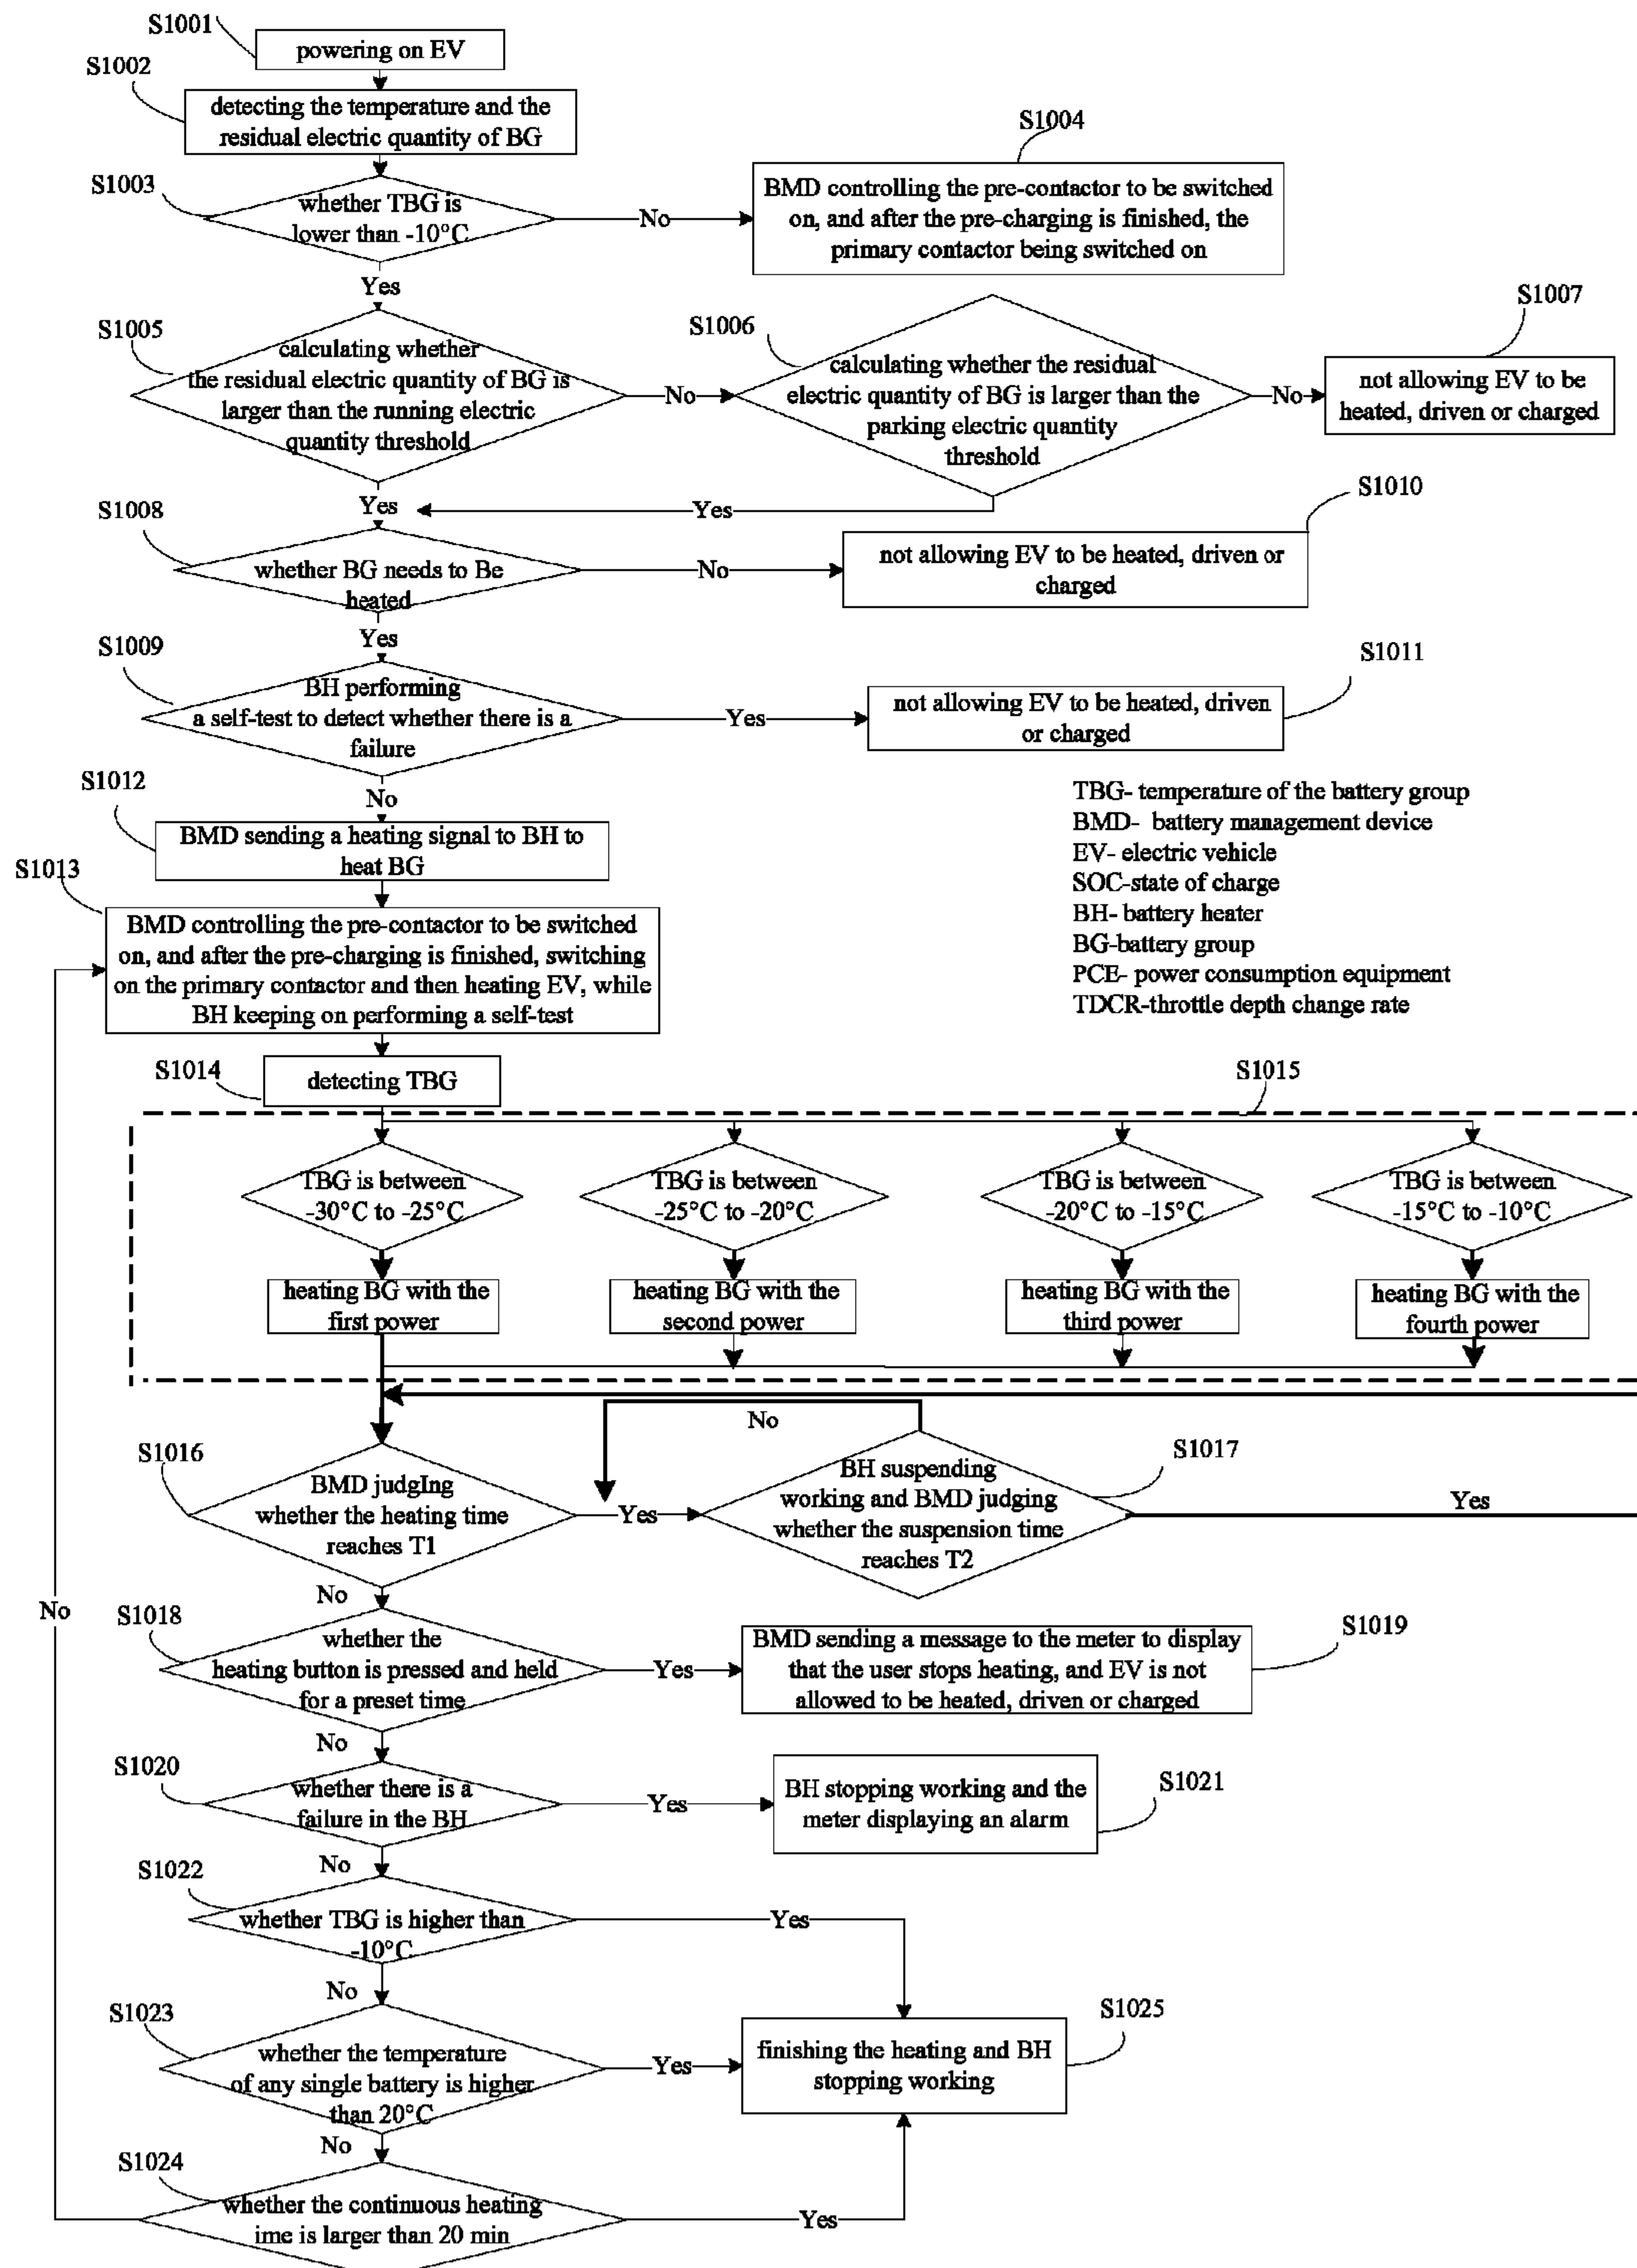 S1001
powering on EV
S1002
detecting the temperature and the
residual electric quantity of BG
S1003
whether TBG is
lower than -10°C
No
S1004
BMD controlling the pre-contactor to be switched
on, and after the pre-charging is finished, the
primary contactor being switched on
Yes
S1005
calculating whether
the residual electric quantity of BG is
larger than the running electric
quantity threshold
No
S1006
calculating whether the residual
electric quantity of BG is larger than the
parking electric quantity
threshold
No
S1007
not allowing EV to be
heated, driven or charged
Yes
Yes
S1008
whether BG needs to Be
heated
No
S1010
not allowing EV to be heated, driven or
charged
Yes
S1009
BH performing
a self-test to detect whether there is a
failure
Yes
S1011
not allowing EV to be heated, driven
or charged
No
S1012
BMD sending a heating signal to BH to
heat BG
TBG- temperature of the battery group
BMD- battery management device
EV- electric vehicle
SOC-state of charge
BH- battery heater
BG-battery group
PCE- power consumption equipment
TDCR-throttle depth change rate
S1013
BMD controlling the pre-contactor to be switched
on, and after the pre-charging is finished, switching
on the primary contactor and then heating EV, while
BH keeping on performing a self-test
S1014
detecting TBG
S1015
TBG is between
-30°C to -25°C
TBG is between
-25°C to -20°C
TBG is between
-20°C to -15°C
TBG is between
-15°C to -10°C
heating BG with the
first power
heating BG with the
second power
heating BG with the
third power
heating BG with the
fourth power
No
S1016
BMD judgIng
whether the heating time
reaches T1
Yes
S1017
BH suspending
working and BMD judging
whether the suspension time
reaches T2
Yes
No
No
S1018
whether the
heating button is pressed and held
for a preset time
Yes
S1019
BMD sending a message to the meter to display
that the user stops heating, and EV is not
allowed to be heated, driven or charged
No
S1020
whether there is a
failure in the BH
Yes
S1021
BH stopping working and the
meter displaying an alarm
No
S1022
whether TBG is higher than
-10°C
Yes
No
S1023
whether the temperature
of any single battery is higher
than 20°C
Yes
S1025
finishing the heating and BH
stopping working
No
S1024
whether the continuous heating
ime is larger than 20 min
Yes